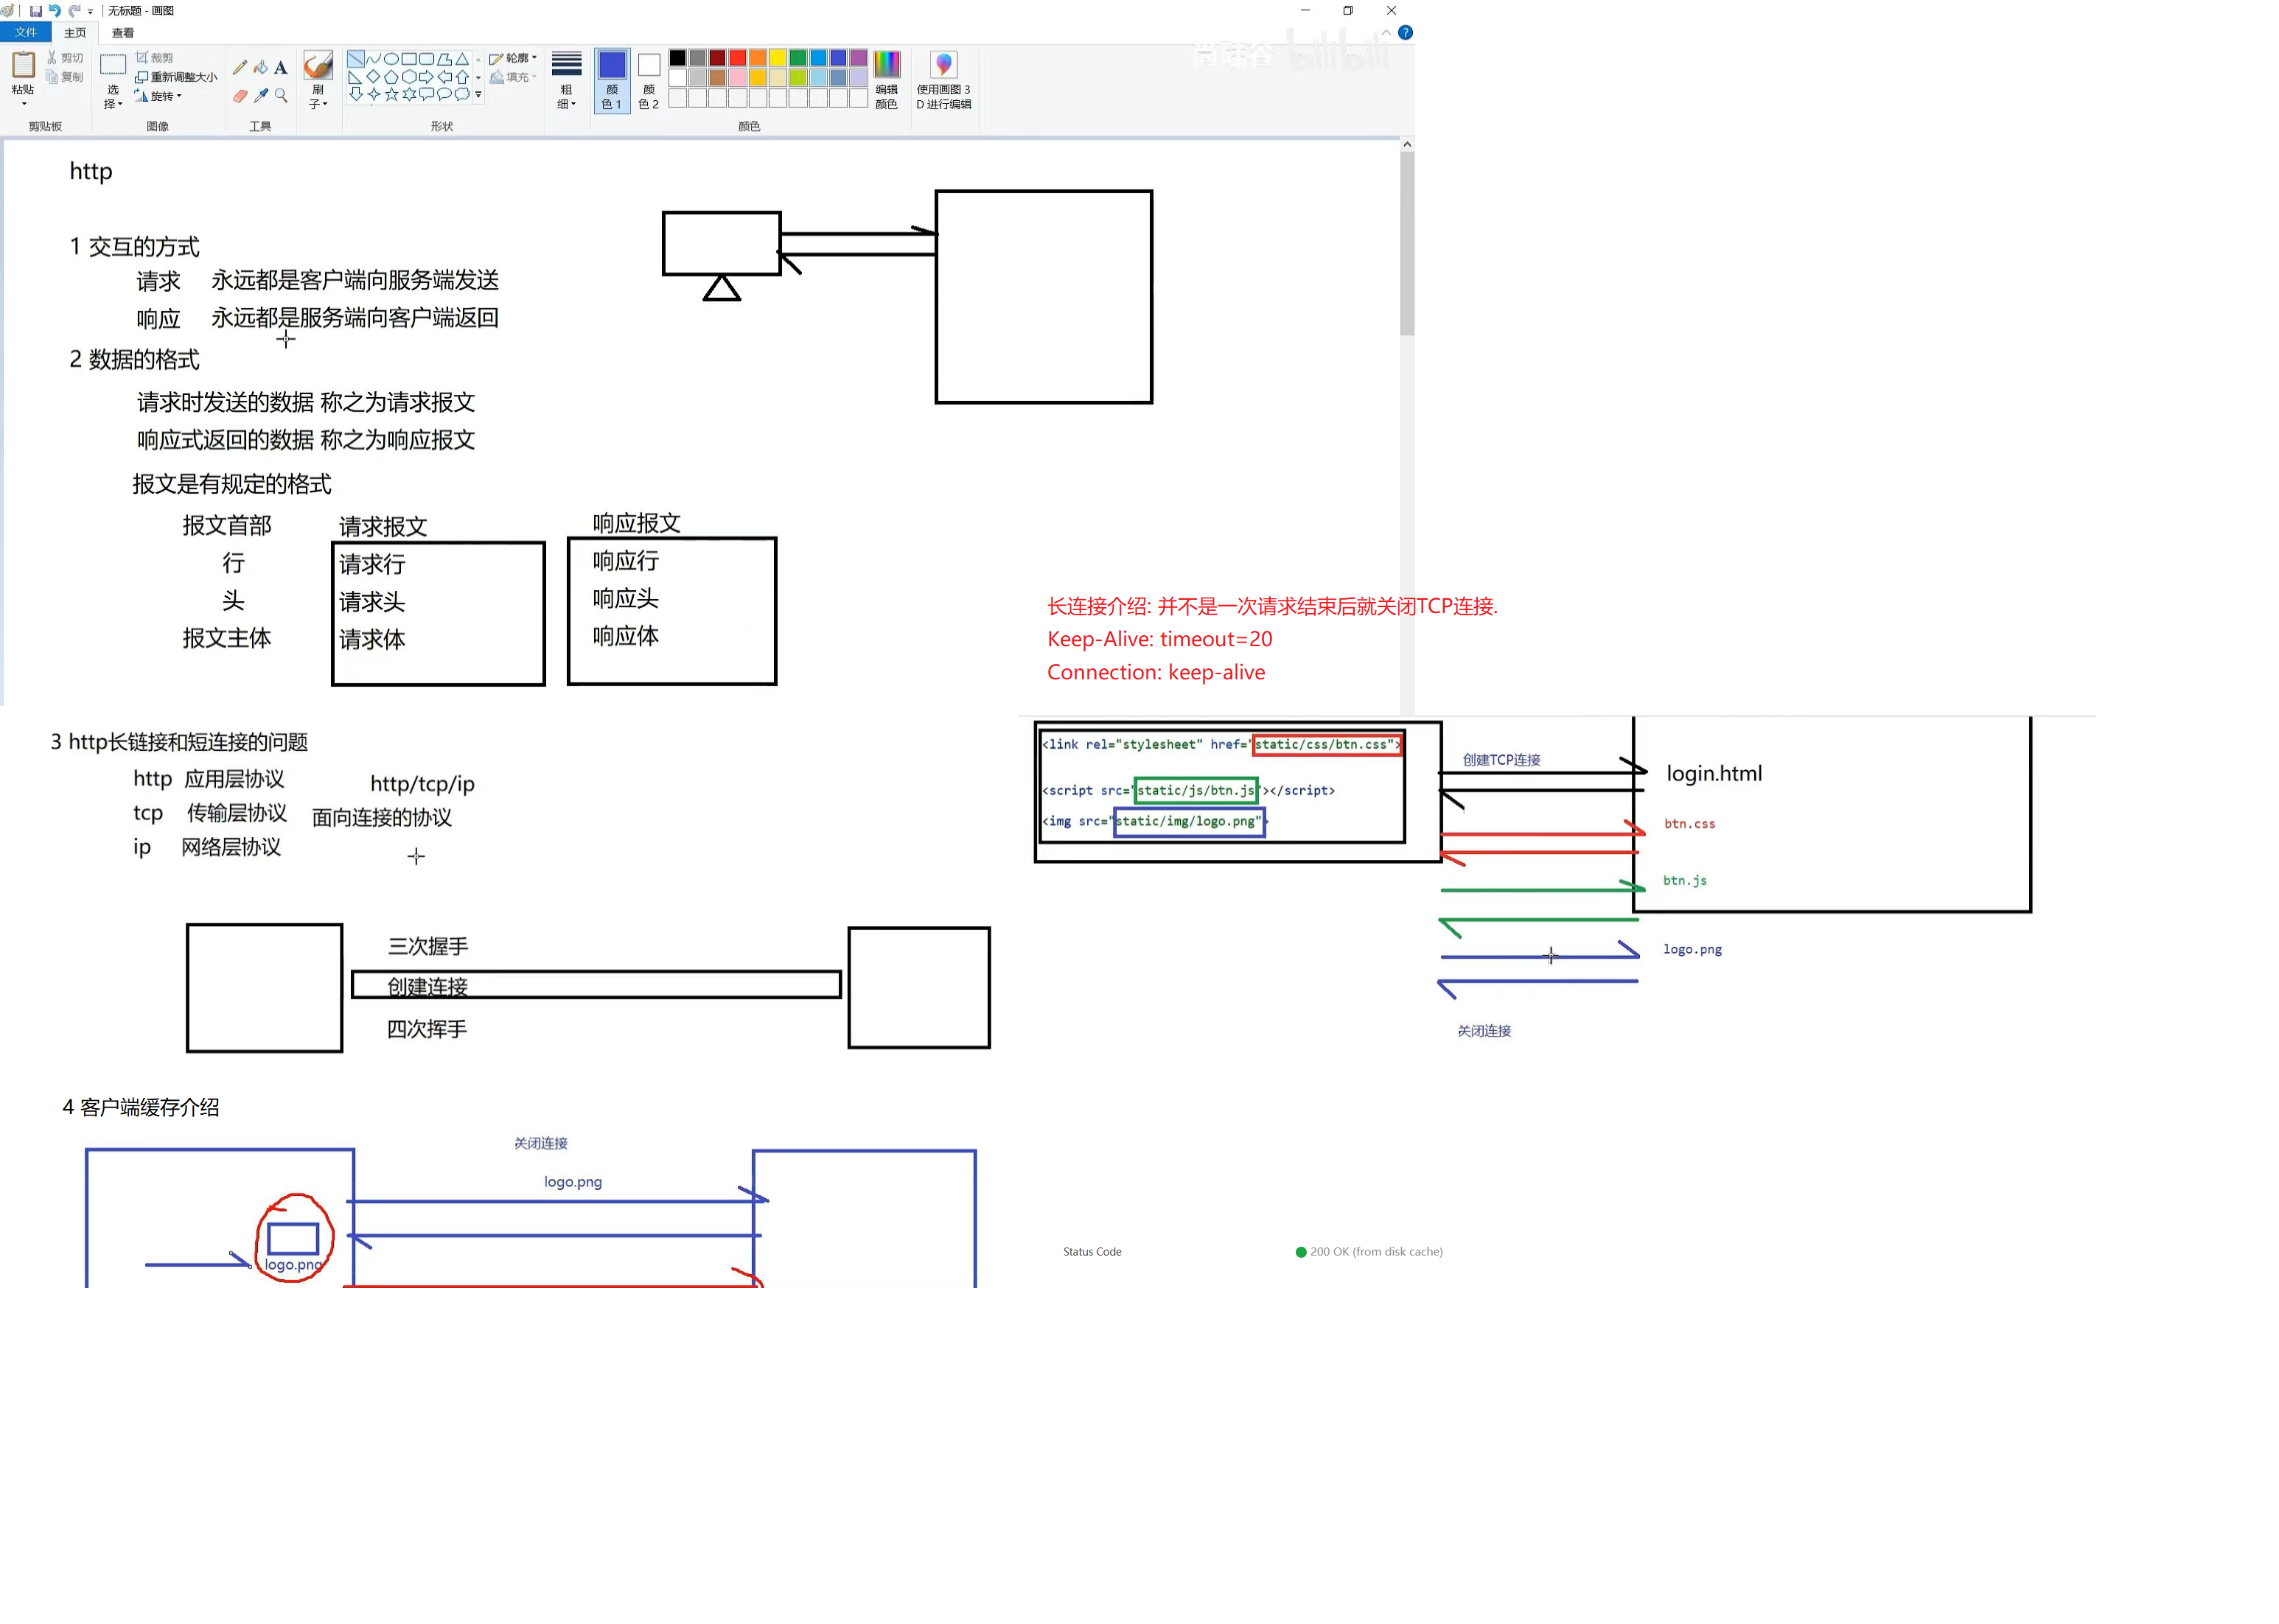 无标题 - 画图
文件 主页 查看
粘贴
剪切
复制
剪贴板
选择
裁剪
重新调整大小
旋转
图像
A
工具
刷子
轮廓
填充
形状
粗细
颜色 1
颜色 2
编辑颜色
颜色
使用画图 3D 进行编辑
尚硅谷 bilibili
http
1 交互的方式
请求 永远都是客户端向服务端发送
响应 永远都是服务端向客户端返回
2 数据的格式
请求时发送的数据 称之为请求报文
响应式返回的数据 称之为响应报文
报文是有规定的格式
报文首部 请求报文 响应报文
行 请求行 响应行
头 请求头 响应头
报文主体 请求体 响应体
长连接介绍: 并不是一次请求结束后就关闭TCP连接.
Keep-Alive: timeout=20
Connection: keep-alive
3 http长链接和短连接的问题
http 应用层协议 http/tcp/ip
tcp 传输层协议 面向连接的协议
ip 网络层协议
三次握手
创建连接
四次挥手
<link rel="stylesheet" href="static/css/btn.css">
<script src="static/js/btn.js"></script>
<img src="static/img/logo.png">
创建TCP连接
login.html
btn.css
btn.js
logo.png
关闭连接
4 客户端缓存介绍
关闭连接
logo.png
logo.png
Status Code 200 OK (from disk cache)